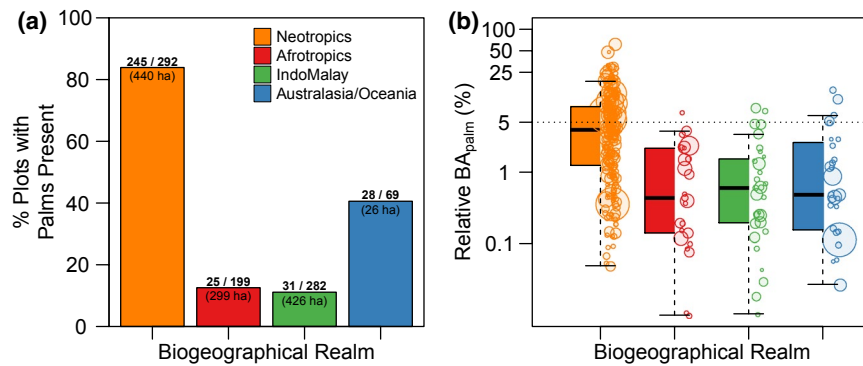 (a)
% Plots with
Palms Present
100
80
60
40
20
0
245 / 292
(440 ha)
25 / 199
(299 ha)
31 / 282
(426 ha)
28 / 69
(26 ha)
Neotropics
Afrotropics
IndoMalay
Australasia/Oceania
Biogeographical Realm
(b)
Relative BApalm (%)
100
50
25
5
1
0.1
Biogeographical Realm